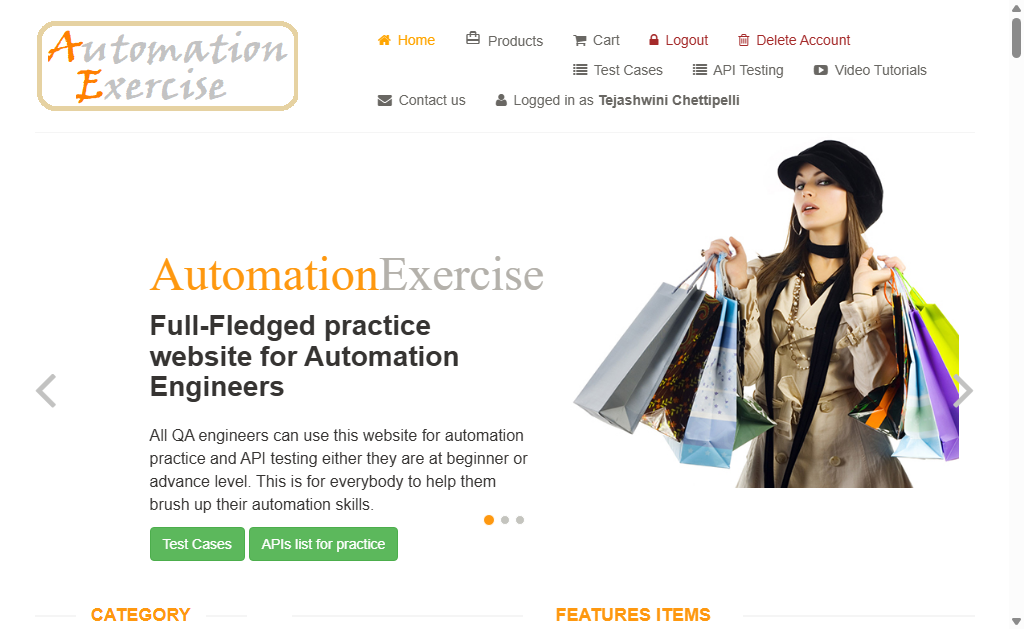 Automation
Exercise
Home Products Cart Logout Delete Account
Test Cases API Testing Video Tutorials
Contact us Logged in as Tejashwini Chettipelli
AutomationExercise
Full-Fledged practice
website for Automation
Engineers
All QA engineers can use this website for automation
practice and API testing either they are at beginner or
advance level. This is for everybody to help them
brush up their automation skills.
Test Cases APIs list for practice
CATEGORY FEATURES ITEMS